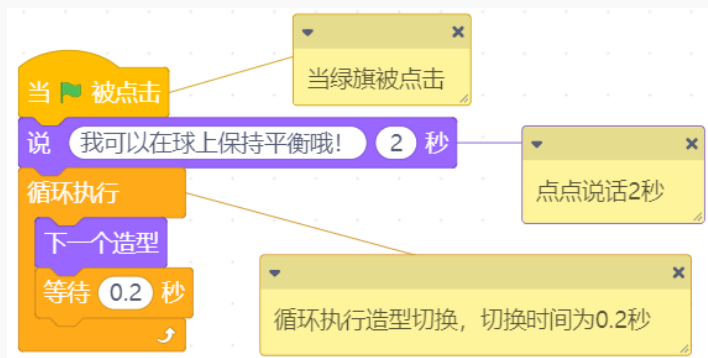 当 被点击
当绿旗被点击
说 我可以在球上保持平衡哦! 2 秒
点点说话2秒
循环执行
下一个造型
等待 0.2 秒
循环执行造型切换，切换时间为0.2秒